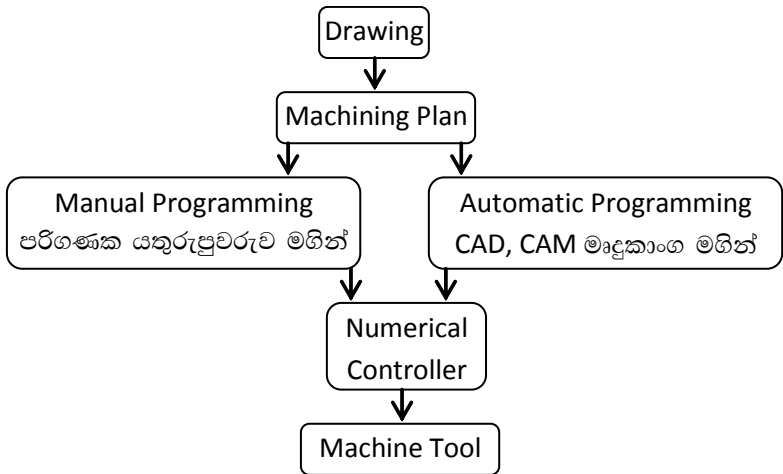 Drawing
Machining Plan
Manual Programming
පරිගණක යතුරුපුවරුව මගින්
Automatic Programming
CAD, CAM මෘදුකාංග මගින්
Numerical
Controller
Machine Tool